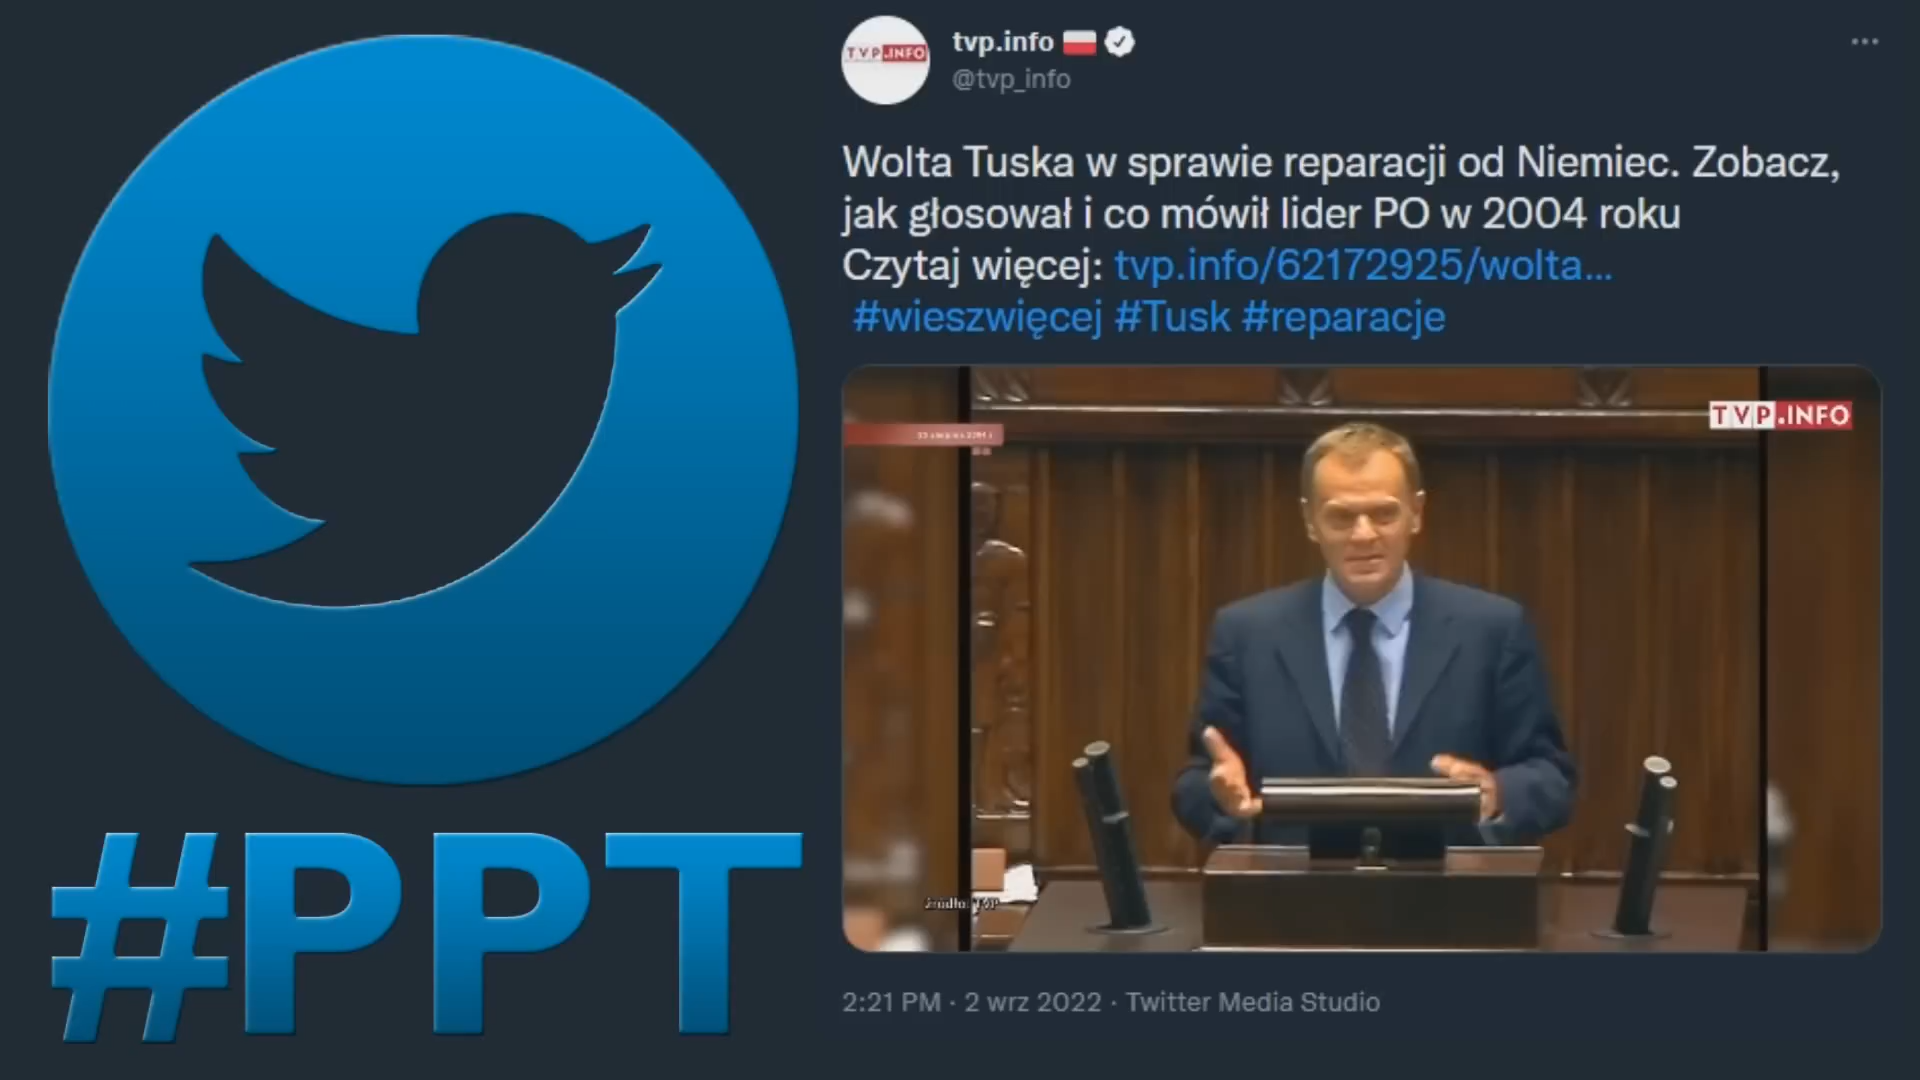 TVP.INFO
tvp.info
@tvp_info
Wolta Tuska w sprawie reparacji od Niemiec. Zobacz,
jak głosował i co mówił lider PO w 2004 roku
Czytaj więcej: tvp.info/62172925/wolta...
#wieszwięcej #Tusk #reparacje
TVP.INFO
źródło: TVP
2:21 PM · 2 wrz 2022 · Twitter Media Studio
#PPT